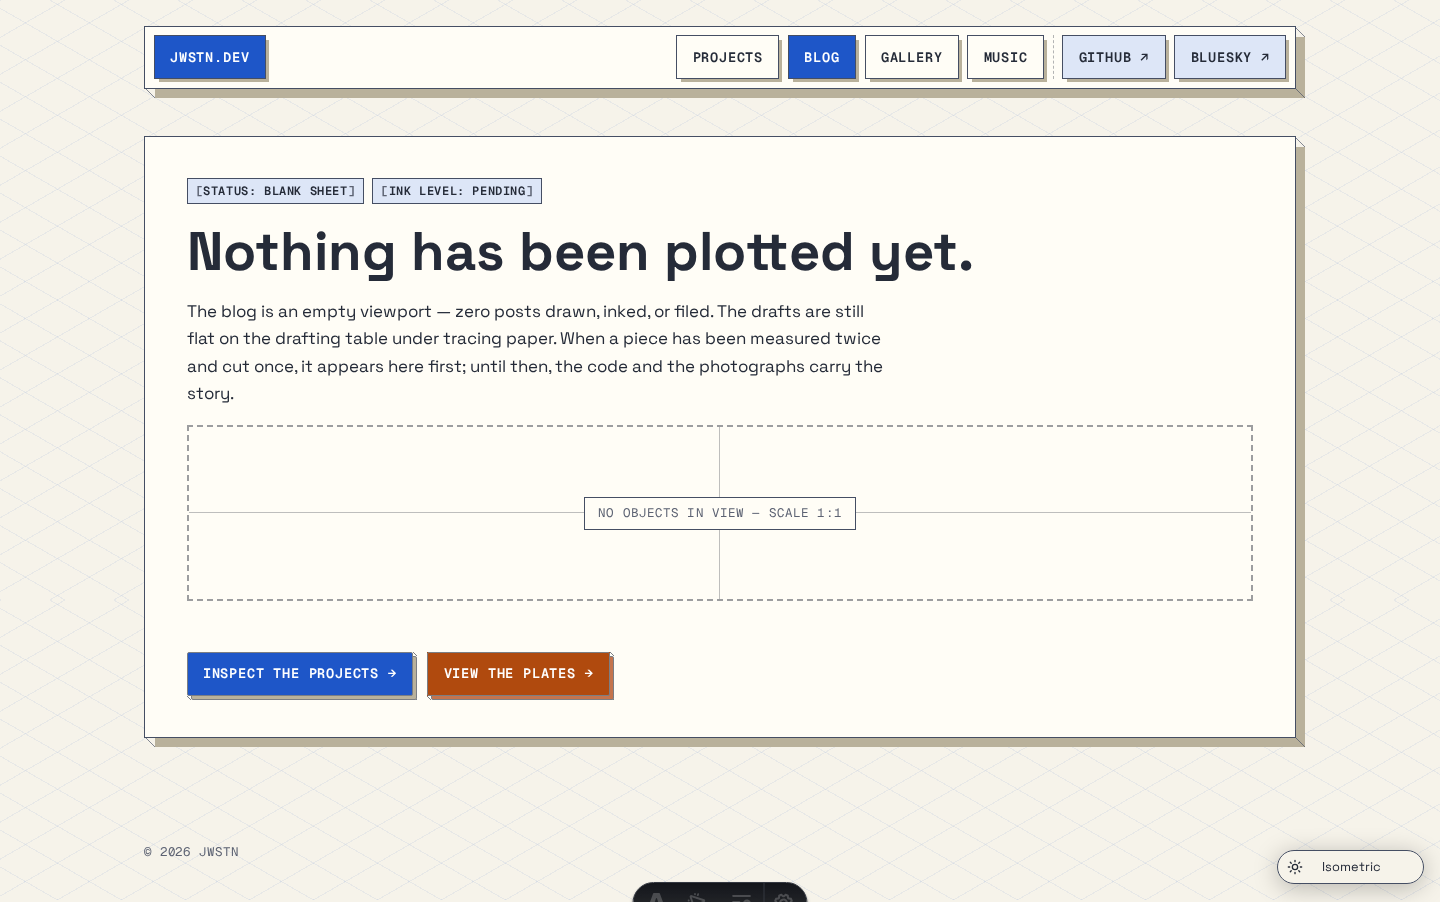 JWSTN.DEV
PROJECTS
BLOG
GALLERY
MUSIC
GITHUB ↗
BLUESKY ↗
[STATUS: BLANK SHEET] [INK LEVEL: PENDING]
Nothing has been plotted yet.
The blog is an empty viewport — zero posts drawn, inked, or filed. The drafts are still
flat on the drafting table under tracing paper. When a piece has been measured twice
and cut once, it appears here first; until then, the code and the photographs carry the
story.
NO OBJECTS IN VIEW — SCALE 1:1
INSPECT THE PROJECTS →
VIEW THE PLATES →
© 2026 JWSTN
Isometric